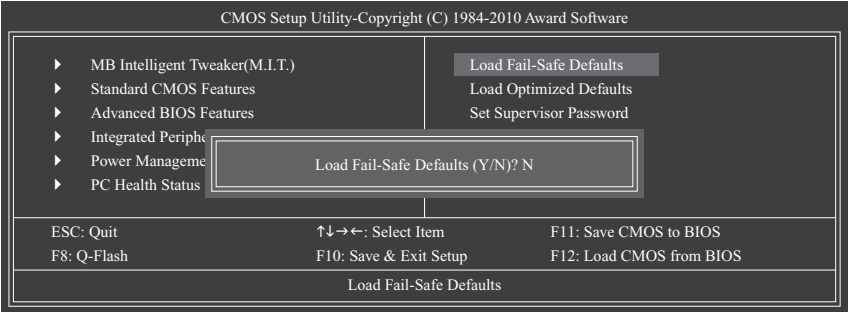 CMOS Setup Utility-Copyright (C) 1984-2010 Award Software
MB Intelligent Tweaker(M.I.T.)
Standard CMOS Features
Advanced BIOS Features
Integrated Periphe
Power Manageme
PC Health Status
Load Fail-Safe Defaults
Load Optimized Defaults
Set Supervisor Password
Load Fail-Safe Defaults (Y/N)? N
ESC: Quit
↑↓→←: Select Item
F11: Save CMOS to BIOS
F8: Q-Flash
F10: Save & Exit Setup
F12: Load CMOS from BIOS
Load Fail-Safe Defaults